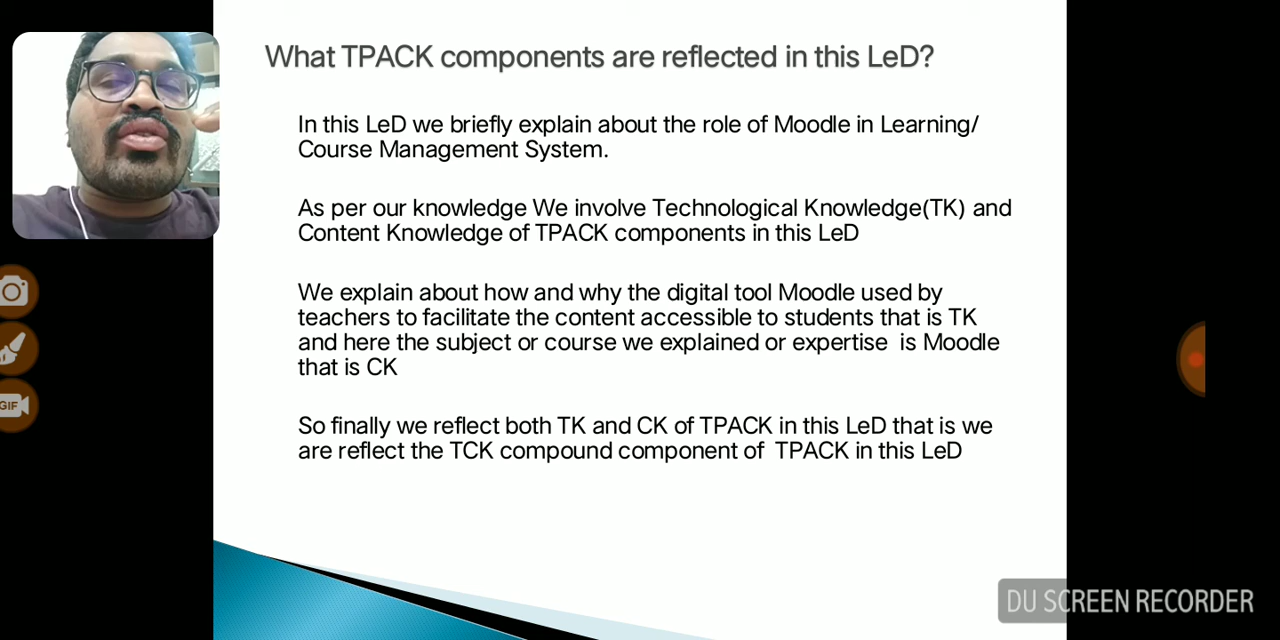 What TPACK components are reflected in this LeD?
In this LeD we briefly explain about the role of Moodle in Learning/
Course Management System.
As per our knowledge We involve Technological Knowledge(TK) and
Content Knowledge of TPACK components in this LeD
We explain about how and why the digital tool Moodle used by
teachers to facilitate the content accessible to students that is TK
and here the subject or course we explained or expertise  is Moodle
that is CK
So finally we reflect both TK and CK of TPACK in this LeD that is we
are reflect the TCK compound component of  TPACK in this LeD
GIF
DU SCREEN RECORDER